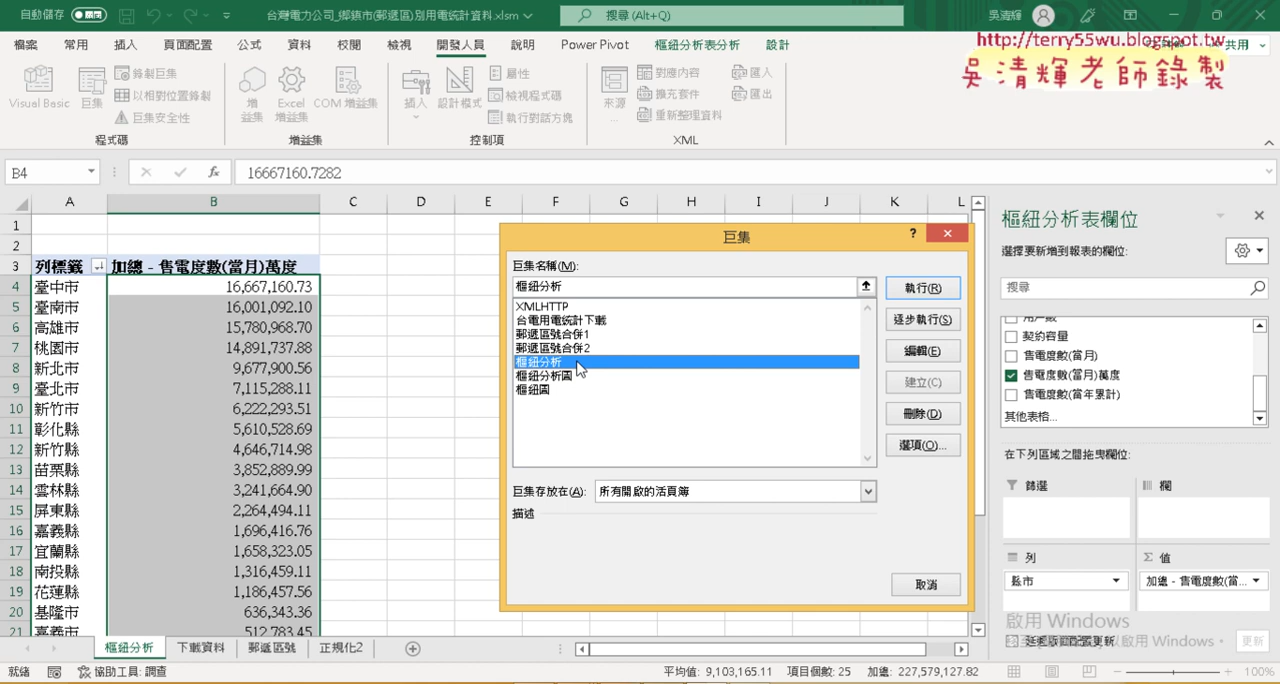 自動儲存 關閉 台灣電力公司_鄉鎮市(郵遞區)別用電統計資料.xlsm 搜尋 (Alt+Q) 吳清輝
http://terry55wu.blogspot.tw
吳清輝老師錄製
檔案 常用 插入 頁面配置 公式 資料 校閱 檢視 開發人員 說明 Power Pivot 樞紐分析表分析 設計 共用
Visual Basic 巨集 錄製巨集 以相對位置錄製 巨集安全性
增益集 Excel 增益集 COM 增益集
插入 設計模式 屬性 檢視程式碼 執行對話方塊
來源... 對應內容 擴充套件 重新整理資料 匯入 匯出
程式碼 增益集 控制項 XML
B4 fx 16667160.7282
A B C D E F G H I J K L
1
2
3 列標籤 加總 - 售電度數(當月)萬度
4 臺中市 16,667,160.73
5 臺南市 16,001,092.10
6 高雄市 15,780,968.70
7 桃園市 14,891,737.88
8 新北市 9,677,900.56
9 臺北市 7,115,288.11
10 新竹市 6,222,293.51
11 彰化縣 5,610,528.69
12 新竹縣 4,646,714.98
13 苗栗縣 3,852,889.99
14 雲林縣 3,241,664.90
15 屏東縣 2,264,494.11
16 嘉義縣 1,696,416.76
17 宜蘭縣 1,658,323.05
18 南投縣 1,316,459.11
19 花蓮縣 1,186,457.56
20 基隆市 636,343.36
21 嘉義市 512,783.45
巨集 ?
巨集名稱(M):
樞紐分析
XMLHTTP
台電用電統計下載
郵遞區號合併1
郵遞區號合併2
樞紐分析
樞紐分析圖
樞紐圖
執行(R)
逐步執行(S)
編輯(E)
建立(C)
刪除(D)
選項(O)...
巨集存放在(A): 所有開啟的活頁簿
描述
取消
樞紐分析表欄位
選擇要新增到報表的欄位:
搜尋
用戶數
契約容量
售電度數(當月)
售電度數(當月)萬度
售電度數(當年累計)
其他表格...
在下列區域之間拖曳欄位:
篩選 欄
列 Σ 值
縣市 加總 - 售電度數(當...
啟用 Windows
啟用 Windows。
更新
樞紐分析 下載資料 郵遞區號 正規化2
就緒 協助工具: 調查 平均值: 9,103,165.11 項目個數: 25 加總: 227,579,127.82 100%